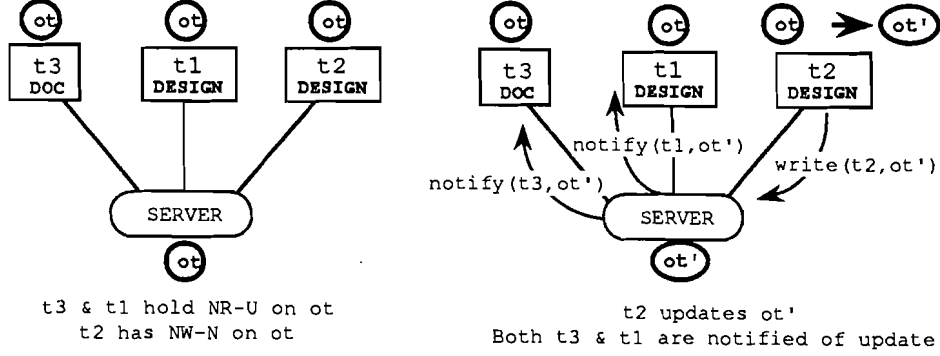 ot ot ot
t3 t1 t2
DOC DESIGN DESIGN
SERVER
ot
t3 & t1 hold NR-U on ot
t2 has NW-N on ot
ot ot ot ot'
t3 t1 t2
DOC DESIGN DESIGN
notify(t1,ot')
write(t2,ot')
notify(t3,ot')
SERVER
ot'
t2 updates ot'
Both t3 & t1 are notified of update